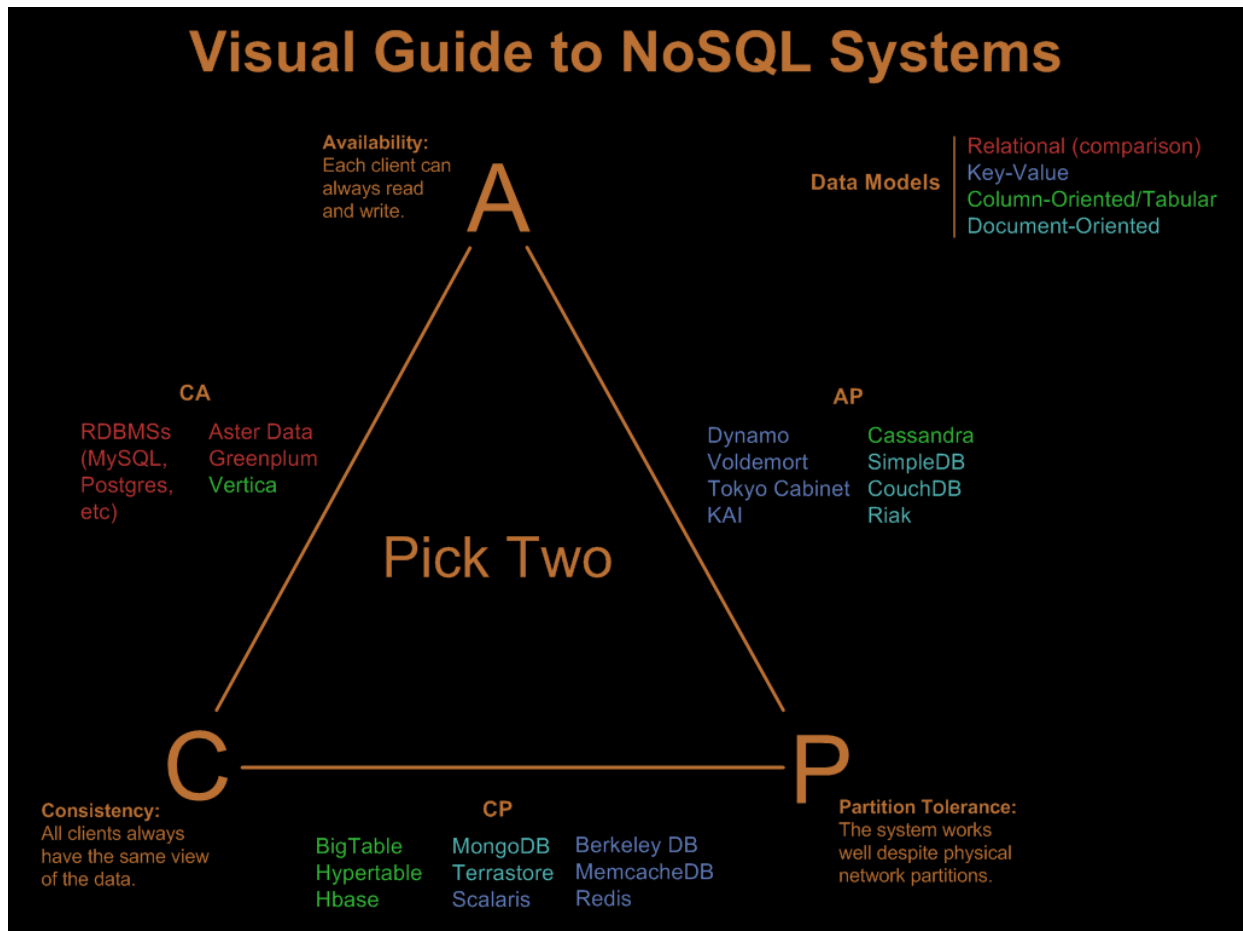 Visual Guide to NoSQL Systems
Availability:
Each client can
always read
and write.
A
Data Models
Relational (comparison)
Key-Value
Column-Oriented/Tabular
Document-Oriented
CA
RDBMSs
(MySQL,
Postgres,
etc)
Aster Data
Greenplum
Vertica
AP
Dynamo
Voldemort
Tokyo Cabinet
KAI
Cassandra
SimpleDB
CouchDB
Riak
Pick Two
C
P
Consistency:
All clients always
have the same view
of the data.
CP
BigTable
Hypertable
Hbase
MongoDB
Terrastore
Scalaris
Berkeley DB
MemcacheDB
Redis
Partition Tolerance:
The system works
well despite physical
network partitions.